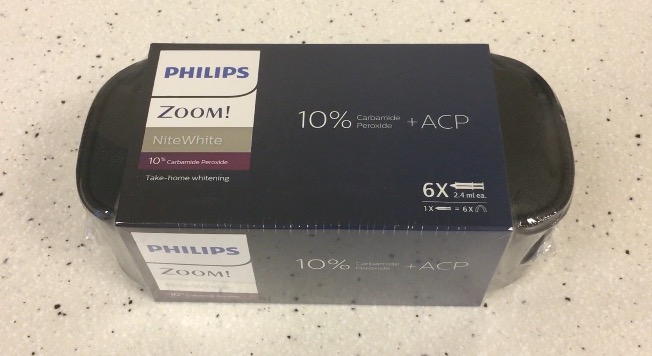 PHILIPS
ZOOM!
NiteWhite
10% Carbamide Peroxide
Take-home whitening
10% Carbamide Peroxide + ACP
6X
2.4 ml ea.
1X = 6X
PHILIPS
ZOOM!
10% Carbamide Peroxide + ACP